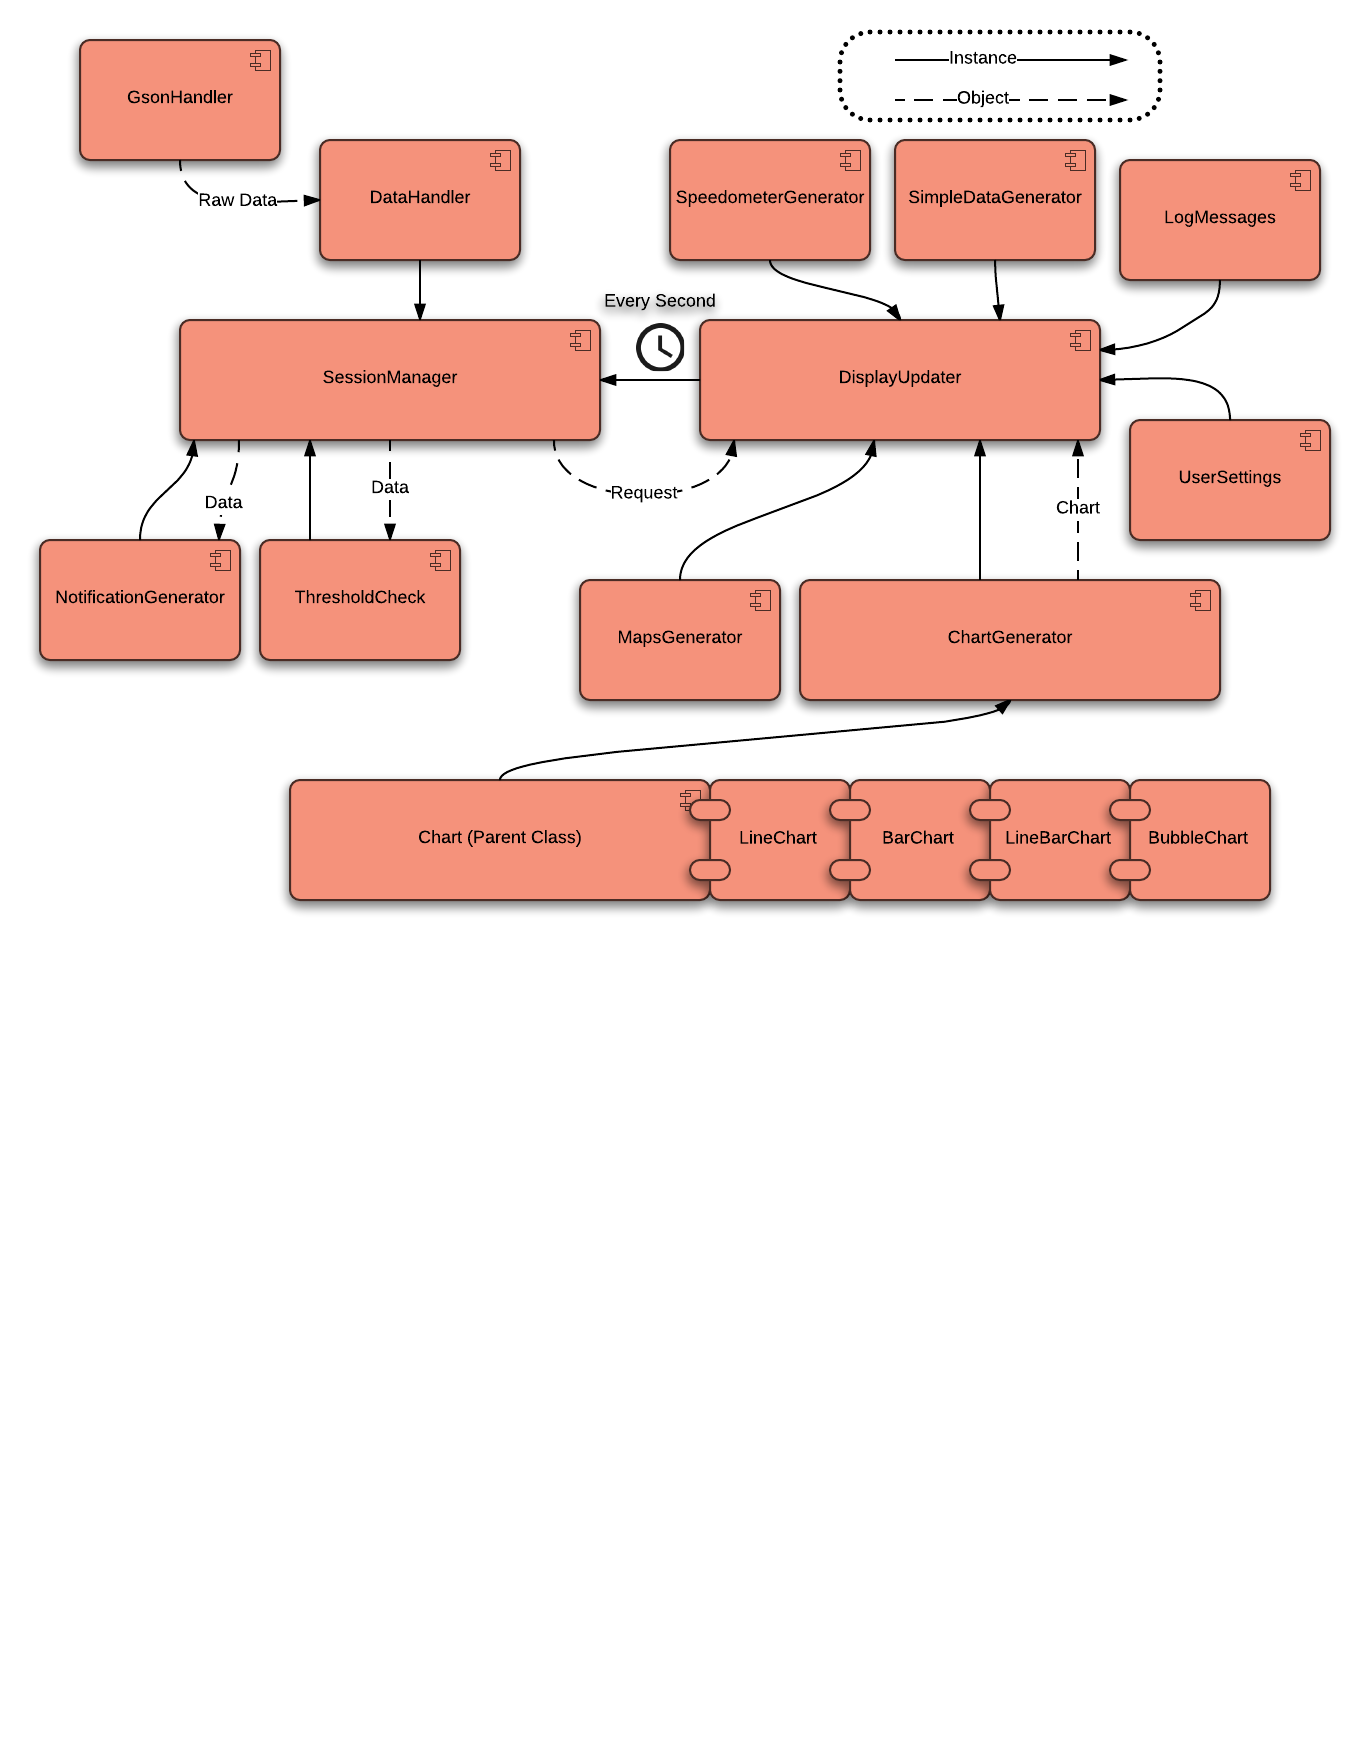 Instance
Object
GsonHandler
Raw Data
DataHandler
SpeedometerGenerator
SimpleDataGenerator
LogMessages
Every Second
SessionManager
DisplayUpdater
Data
Data
Request
Chart
UserSettings
NotificationGenerator
ThresholdCheck
MapsGenerator
ChartGenerator
Chart (Parent Class)
LineChart
BarChart
LineBarChart
BubbleChart